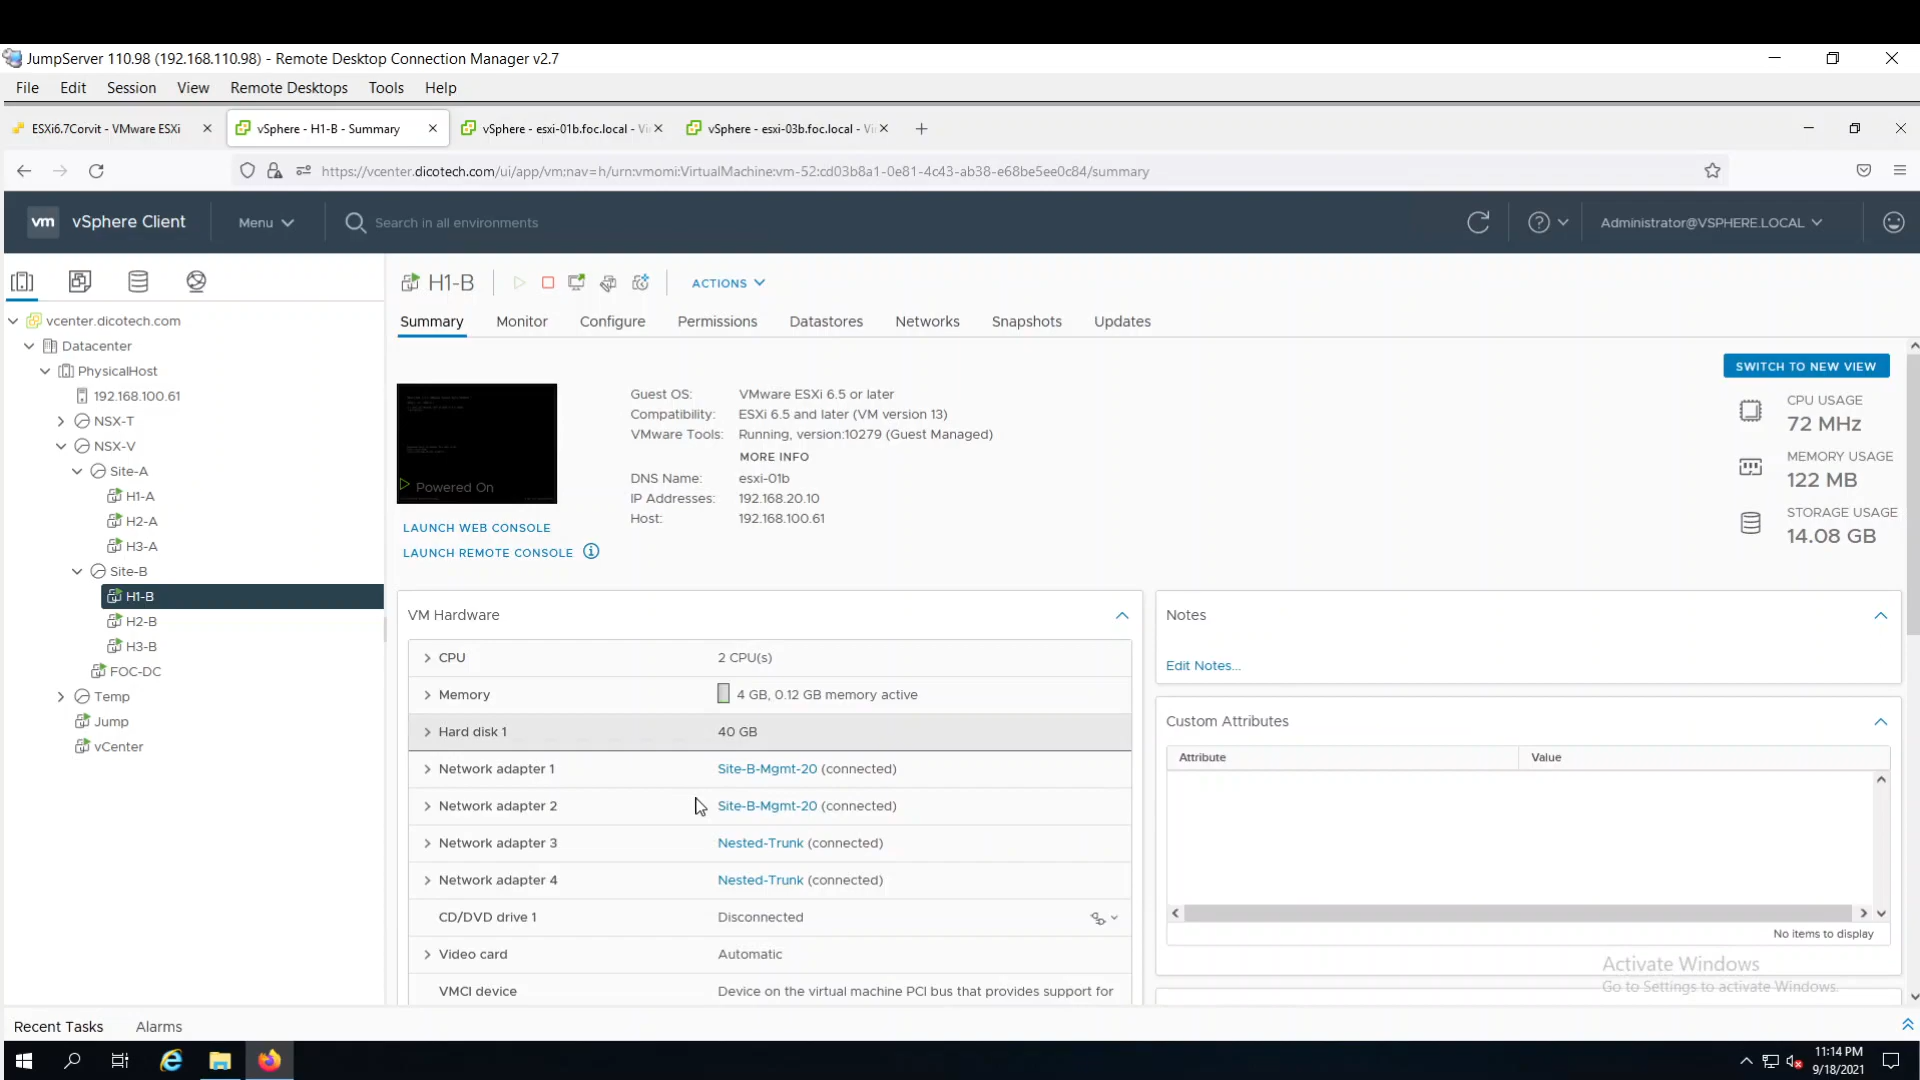 JumpServer 110.98 (192.168.110.98) - Remote Desktop Connection Manager v2.7
File Edit Session View Remote Desktops Tools Help
ESXi6.7Corvit - VMware ESXi
vSphere - H1-B - Summary
vSphere - esxi-01b.foc.local - Vi
vSphere - esxi-03b.foc.local - Vi
https://vcenter.dicotech.com/ui/app/vm;nav=h/urn:vmomi:VirtualMachine:vm-52:cd03b8a1-0e81-4c43-ab38-e68be5ee0c84/summary
vm vSphere Client Menu Search in all environments Administrator@VSPHERE.LOCAL
vcenter.dicotech.com
Datacenter
PhysicalHost
192.168.100.61
NSX-T
NSX-V
Site-A
H1-A
H2-A
H3-A
Site-B
H1-B
H2-B
H3-B
FOC-DC
Temp
Jump
vCenter
H1-B ACTIONS
Summary Monitor Configure Permissions Datastores Networks Snapshots Updates
SWITCH TO NEW VIEW
Powered On
LAUNCH WEB CONSOLE
LAUNCH REMOTE CONSOLE
Guest OS: VMware ESXi 6.5 or later
Compatibility: ESXi 6.5 and later (VM version 13)
VMware Tools: Running, version:10279 (Guest Managed)
MORE INFO
DNS Name: esxi-01b
IP Addresses: 192.168.20.10
Host: 192.168.100.61
CPU USAGE
72 MHz
MEMORY USAGE
122 MB
STORAGE USAGE
14.08 GB
VM Hardware
CPU 2 CPU(s)
Memory 4 GB, 0.12 GB memory active
Hard disk 1 40 GB
Network adapter 1 Site-B-Mgmt-20 (connected)
Network adapter 2 Site-B-Mgmt-20 (connected)
Network adapter 3 Nested-Trunk (connected)
Network adapter 4 Nested-Trunk (connected)
CD/DVD drive 1 Disconnected
Video card Automatic
VMCI device Device on the virtual machine PCI bus that provides support for
Notes
Edit Notes...
Custom Attributes
Attribute Value
No items to display
Activate Windows
Go to Settings to activate Windows.
Recent Tasks Alarms
11:14 PM
9/18/2021